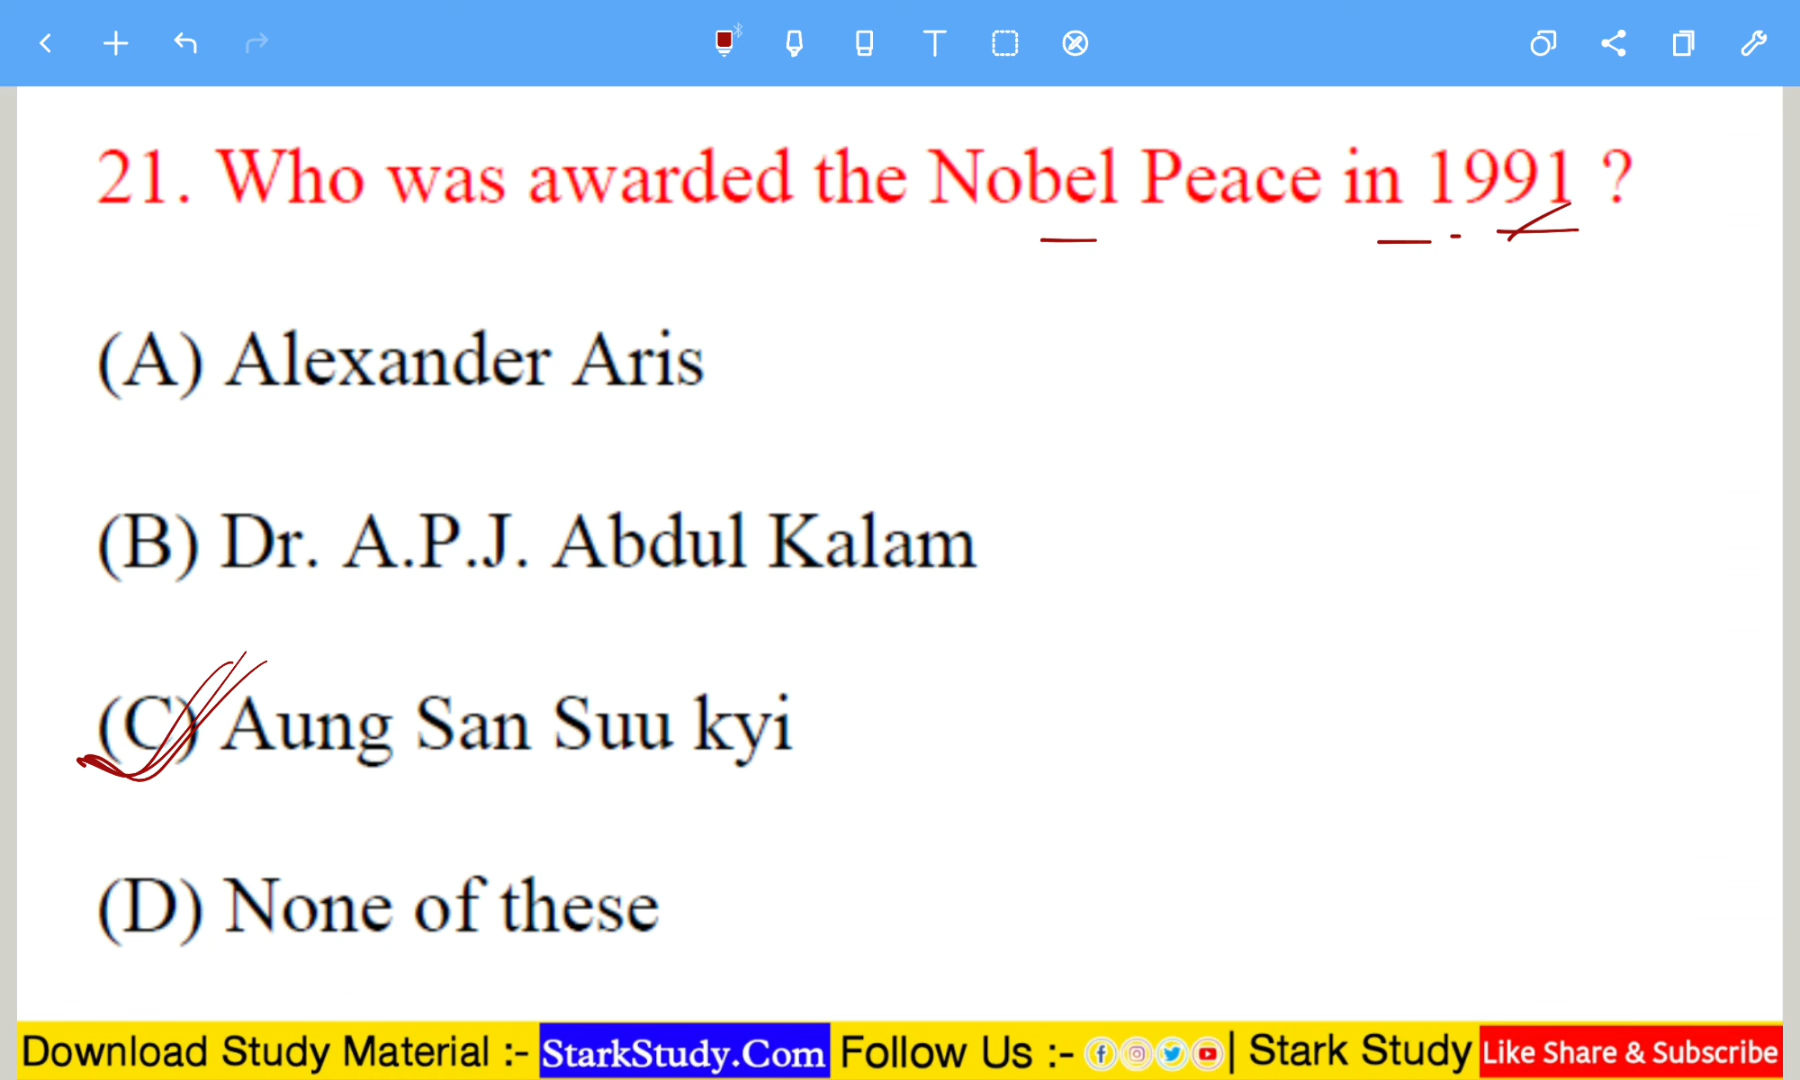 21. Who was awarded the Nobel Peace in 1991 ?
(A) Alexander Aris
(B) Dr. A.P.J. Abdul Kalam
(C) Aung San Suu kyi
(D) None of these
Download Study Material :- StarkStudy.Com Follow Us :- | Stark Study Like Share & Subscribe